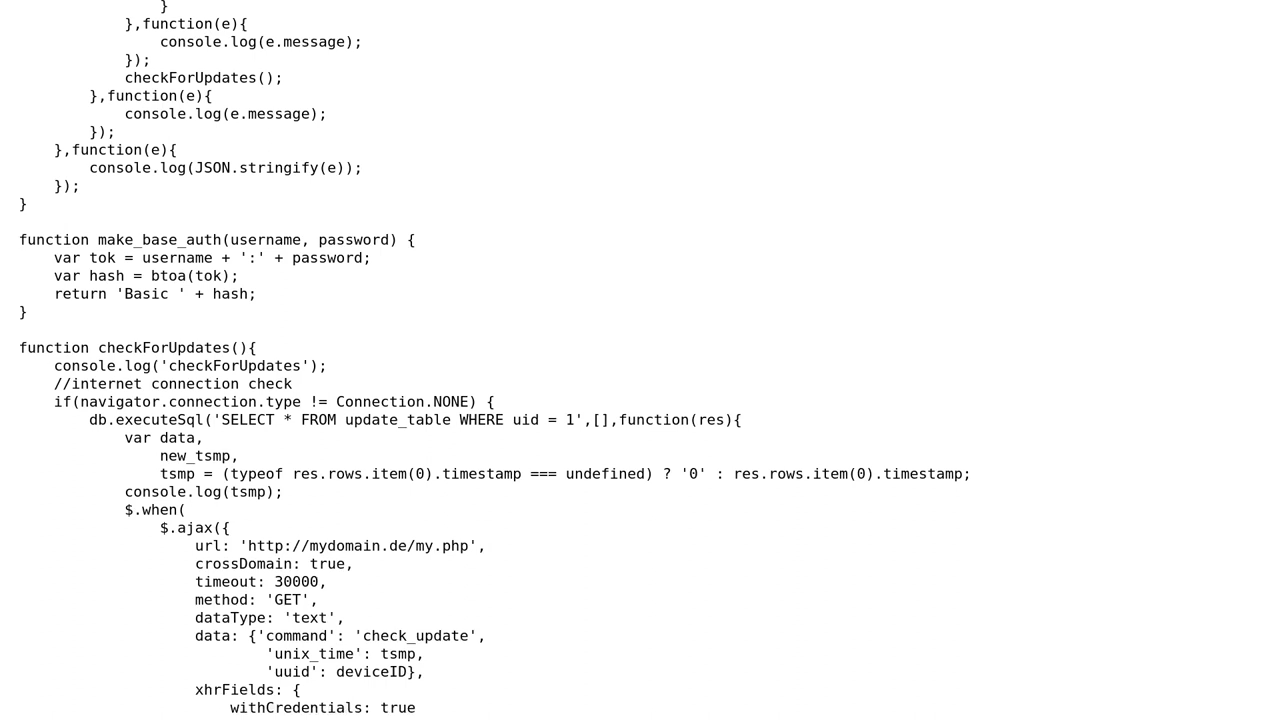 }
            },function(e){
                console.log(e.message);
            });
            checkForUpdates();
        },function(e){
            console.log(e.message);
        });
    },function(e){
        console.log(JSON.stringify(e));
    });
}

function make_base_auth(username, password) {
    var tok = username + ':' + password;
    var hash = btoa(tok);
    return 'Basic ' + hash;
}

function checkForUpdates(){
    console.log('checkForUpdates');
    //internet connection check
    if(navigator.connection.type != Connection.NONE) {
        db.executeSql('SELECT * FROM update_table WHERE uid = 1',[],function(res){
            var data,
                new_tsmp,
                tsmp = (typeof res.rows.item(0).timestamp === undefined) ? '0' : res.rows.item(0).timestamp;
            console.log(tsmp);
            $.when(
                $.ajax({
                    url: 'http://mydomain.de/my.php',
                    crossDomain: true,
                    timeout: 30000,
                    method: 'GET',
                    dataType: 'text',
                    data: {'command': 'check_update',
                            'unix_time': tsmp,
                            'uuid': deviceID},
                    xhrFields: {
                        withCredentials: true